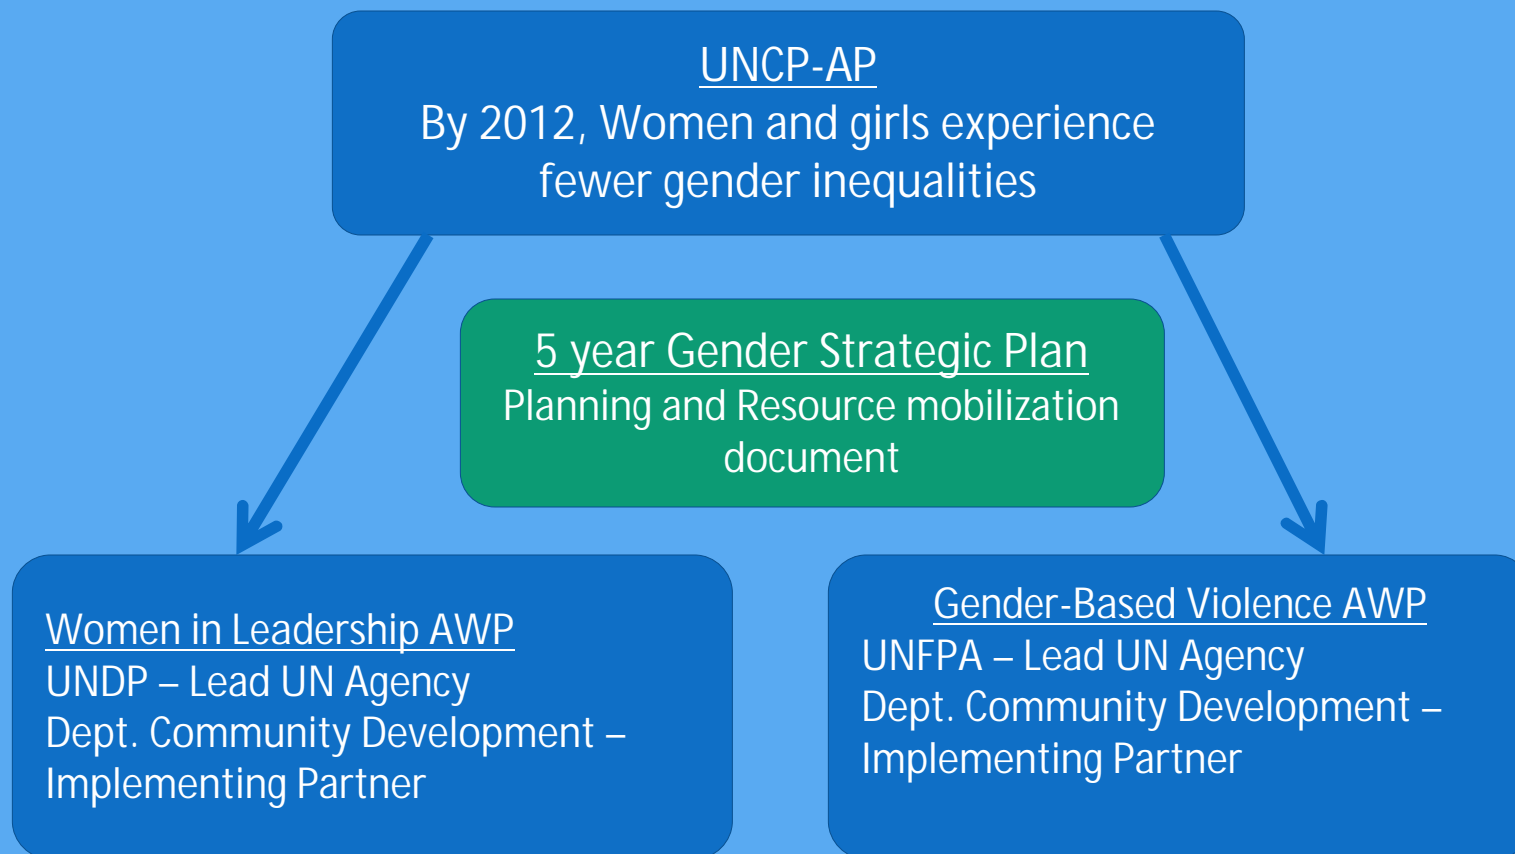 UNCP-AP
By 2012, Women and girls experience
fewer gender inequalities
5 year Gender Strategic Plan
Planning and Resource mobilization
document
Women in Leadership AWP
UNDP – Lead UN Agency
Dept. Community Development –
Implementing Partner
Gender-Based Violence AWP
UNFPA – Lead UN Agency
Dept. Community Development –
Implementing Partner